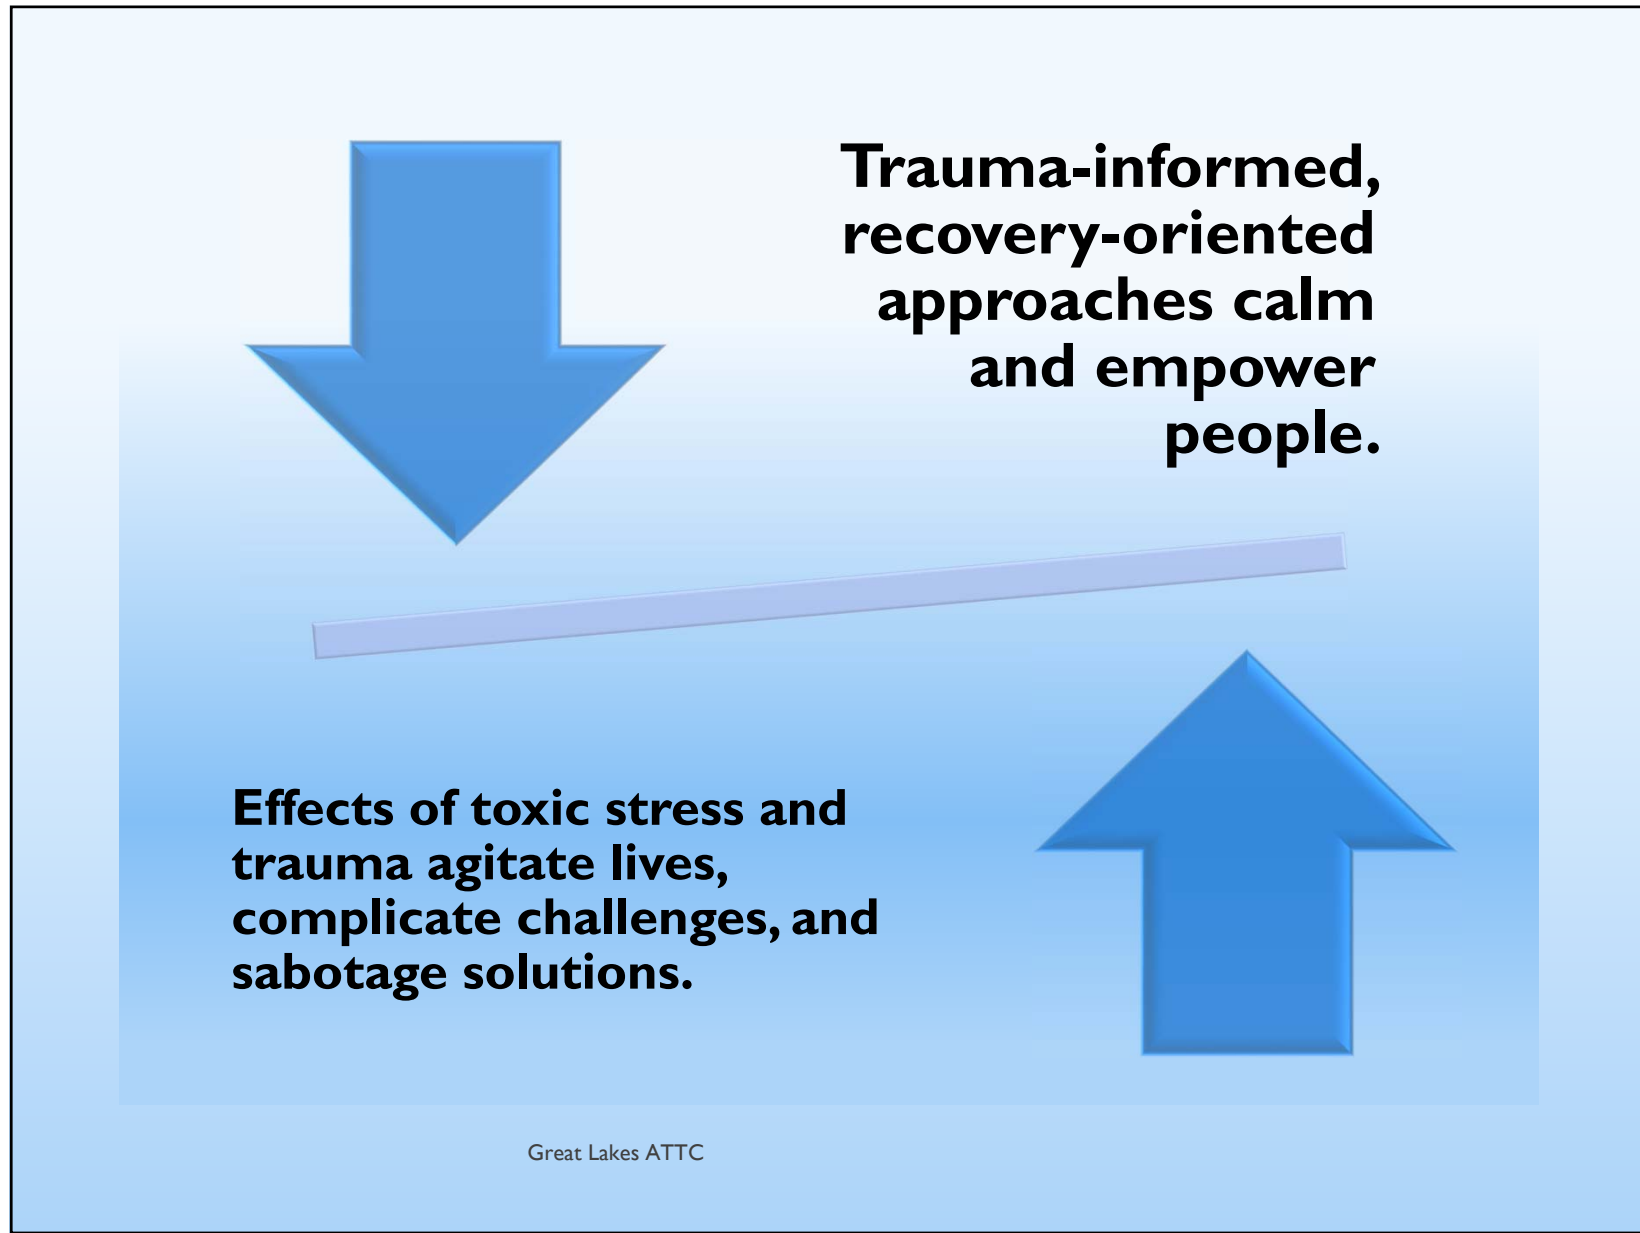 Trauma-informed,
recovery-oriented
approaches calm
and empower
people.
Effects of toxic stress and
trauma agitate lives,
complicate challenges, and
sabotage solutions.
Great Lakes ATTC